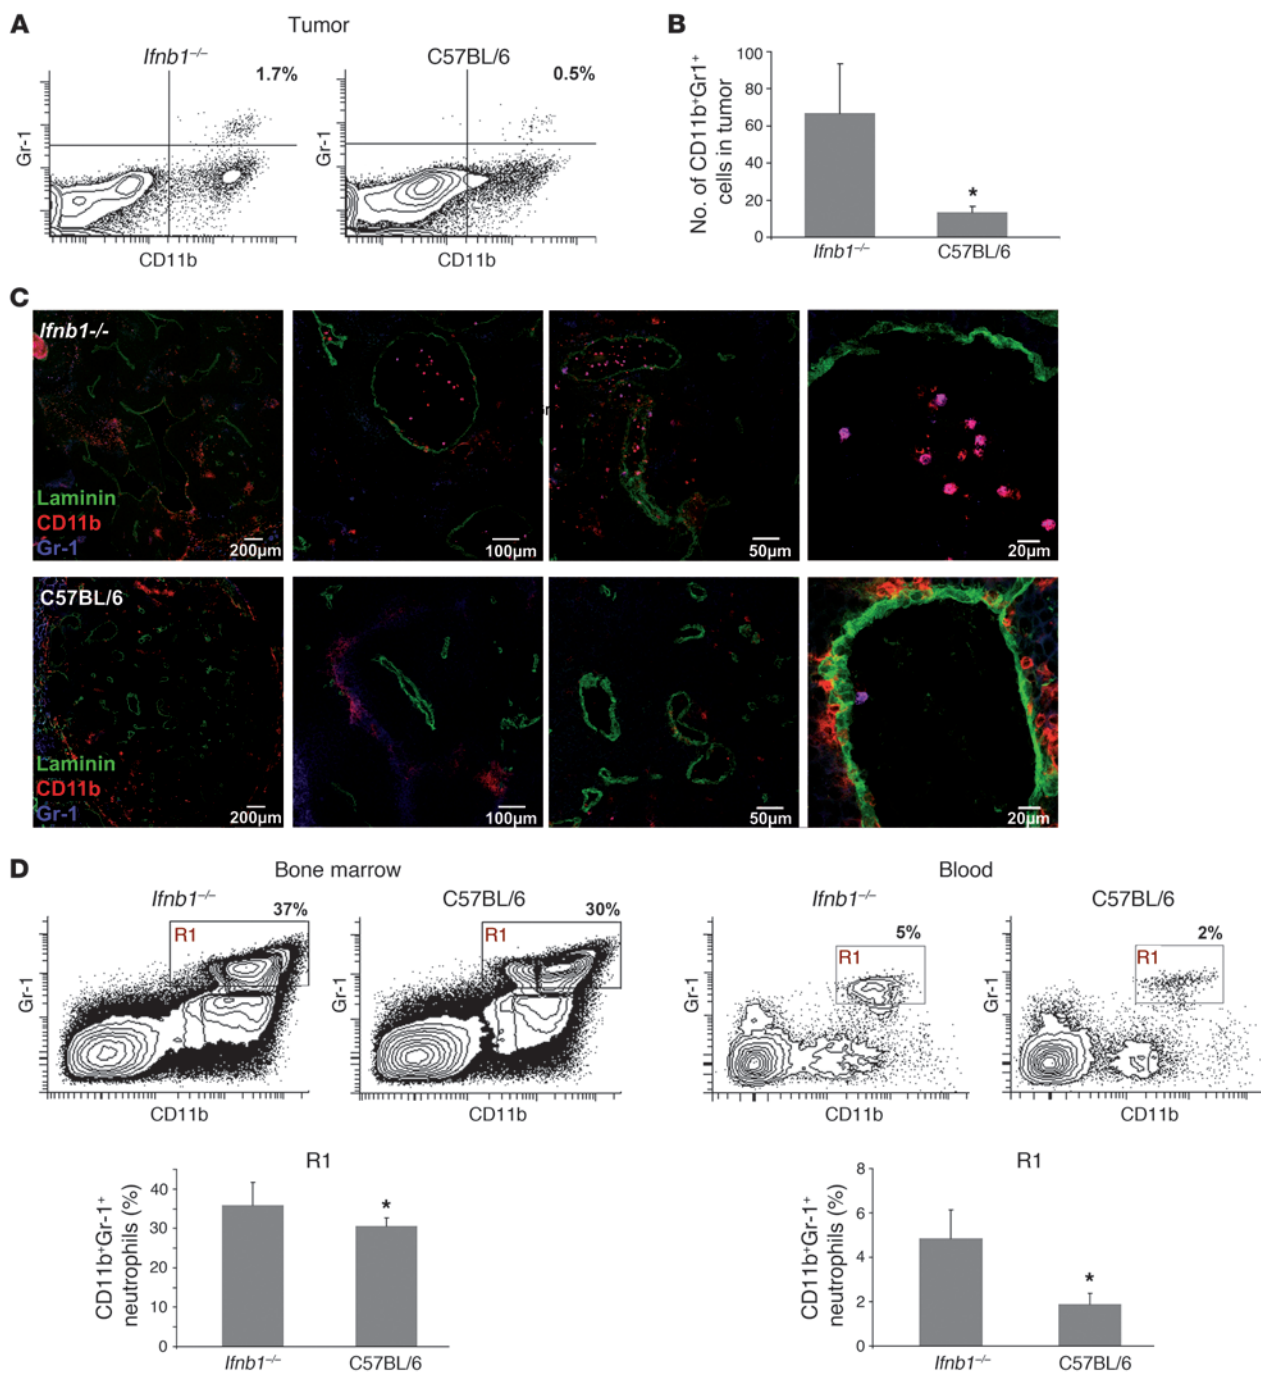 A
Tumor
Ifnb1–/–
C57BL/6
1.7%
0.5%
Gr-1
Gr-1
CD11b
CD11b
B
No. of CD11b+Gr1+
cells in tumor
100
80
60
40
20
0
*
Ifnb1–/–
C57BL/6
C
Ifnb1-/-
Laminin
CD11b
Gr-1
200µm
100µm
50µm
20µm
C57BL/6
Laminin
CD11b
Gr-1
200µm
100µm
50µm
20µm
D
Bone marrow
Ifnb1–/–
C57BL/6
37%
30%
R1
R1
Gr-1
Gr-1
CD11b
CD11b
Blood
Ifnb1–/–
C57BL/6
5%
2%
R1
R1
Gr-1
Gr-1
CD11b
CD11b
R1
CD11b+Gr-1+
neutrophils (%)
40
30
20
10
0
*
Ifnb1–/–
C57BL/6
R1
CD11b+Gr-1+
neutrophils (%)
8
6
4
2
0
*
Ifnb1–/–
C57BL/6